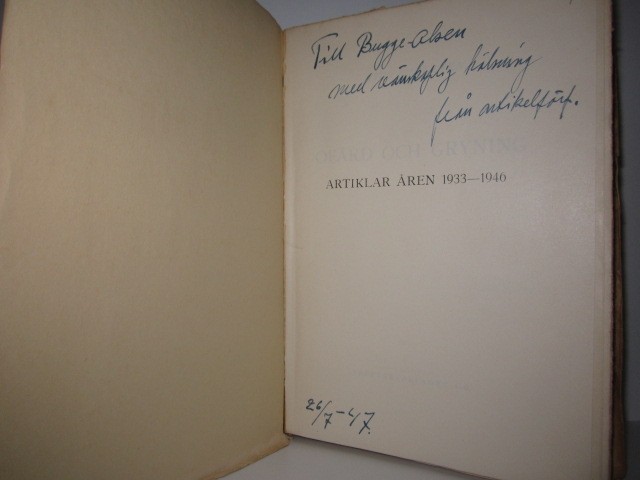 Till Bugge-Olsen
med vänskaplig hälsning
från artikelförf.
ARTIKLAR ÅREN 1933—1946
26/7-47.